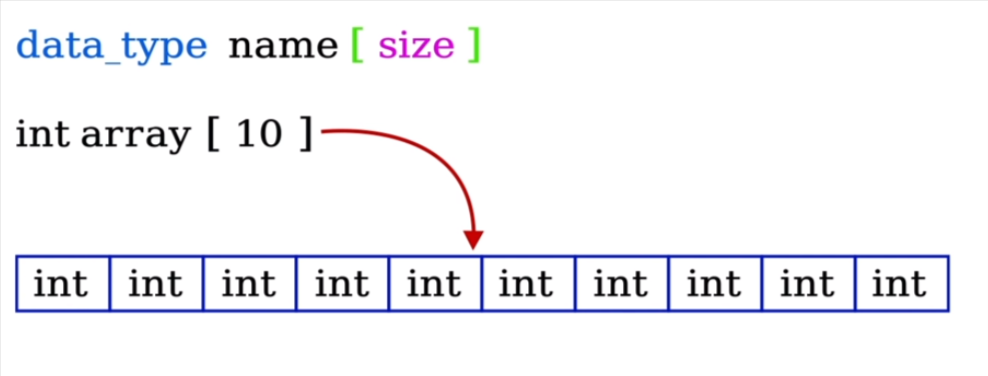 data_type name [ size ]
int array [ 10 ]
int int int int int int int int int int